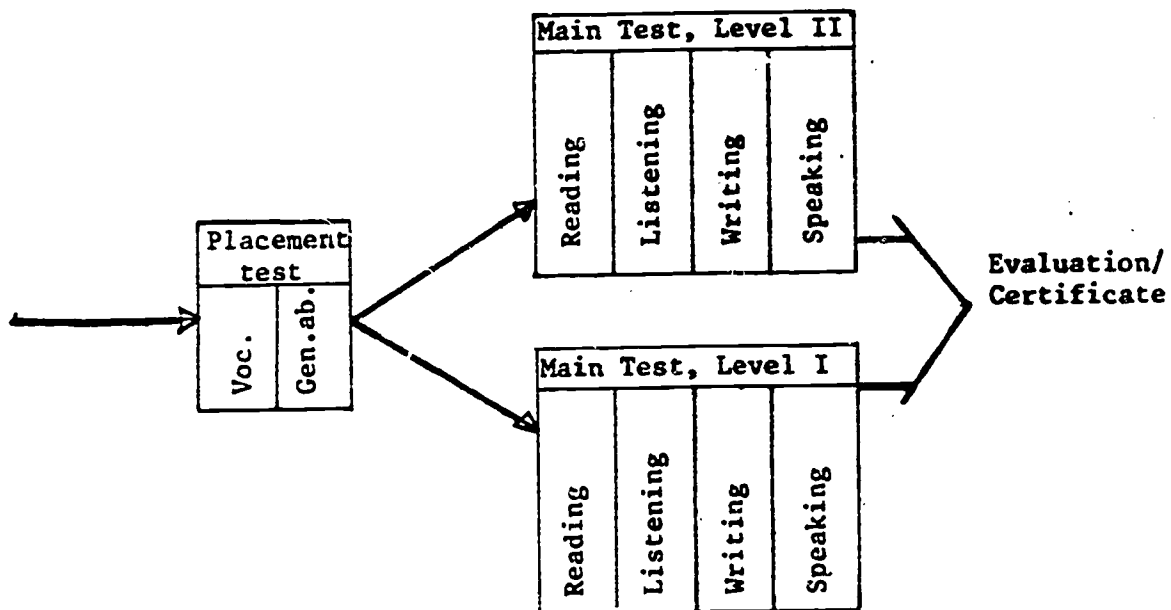 Main Test, Level II
Reading
Listening
Writing
Speaking
Placement
test
Voc.
Gen.ab.
Evaluation/
Certificate
Main Test, Level I
Reading
Listening
Writing
Speaking